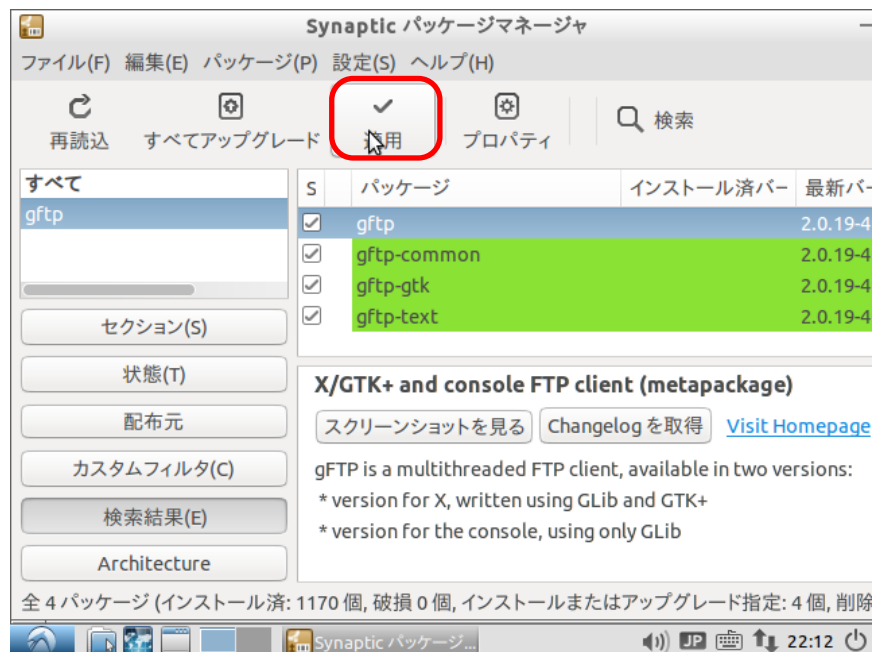 Synaptic パッケージマネージャ
ファイル(F) 編集(E) パッケージ(P) 設定(S) ヘルプ(H)
再読込 すべてアップグレード 適用 プロパティ 検索
すべて
gftp
S パッケージ インストール済バー 最新バー
gftp 2.0.19-4
gftp-common 2.0.19-4
gftp-gtk 2.0.19-4
gftp-text 2.0.19-4
セクション(S)
状態(T)
配布元
カスタムフィルタ(C)
検索結果(E)
Architecture
X/GTK+ and console FTP client (metapackage)
スクリーンショットを見る Changelog を取得 Visit Homepage
gFTP is a multithreaded FTP client, available in two versions:
* version for X, written using GLib and GTK+
* version for the console, using only GLib
全 4 パッケージ (インストール済: 1170 個, 破損 0 個, インストールまたはアップグレード指定: 4 個, 削除
Synaptic パッケージ... JP 22:12